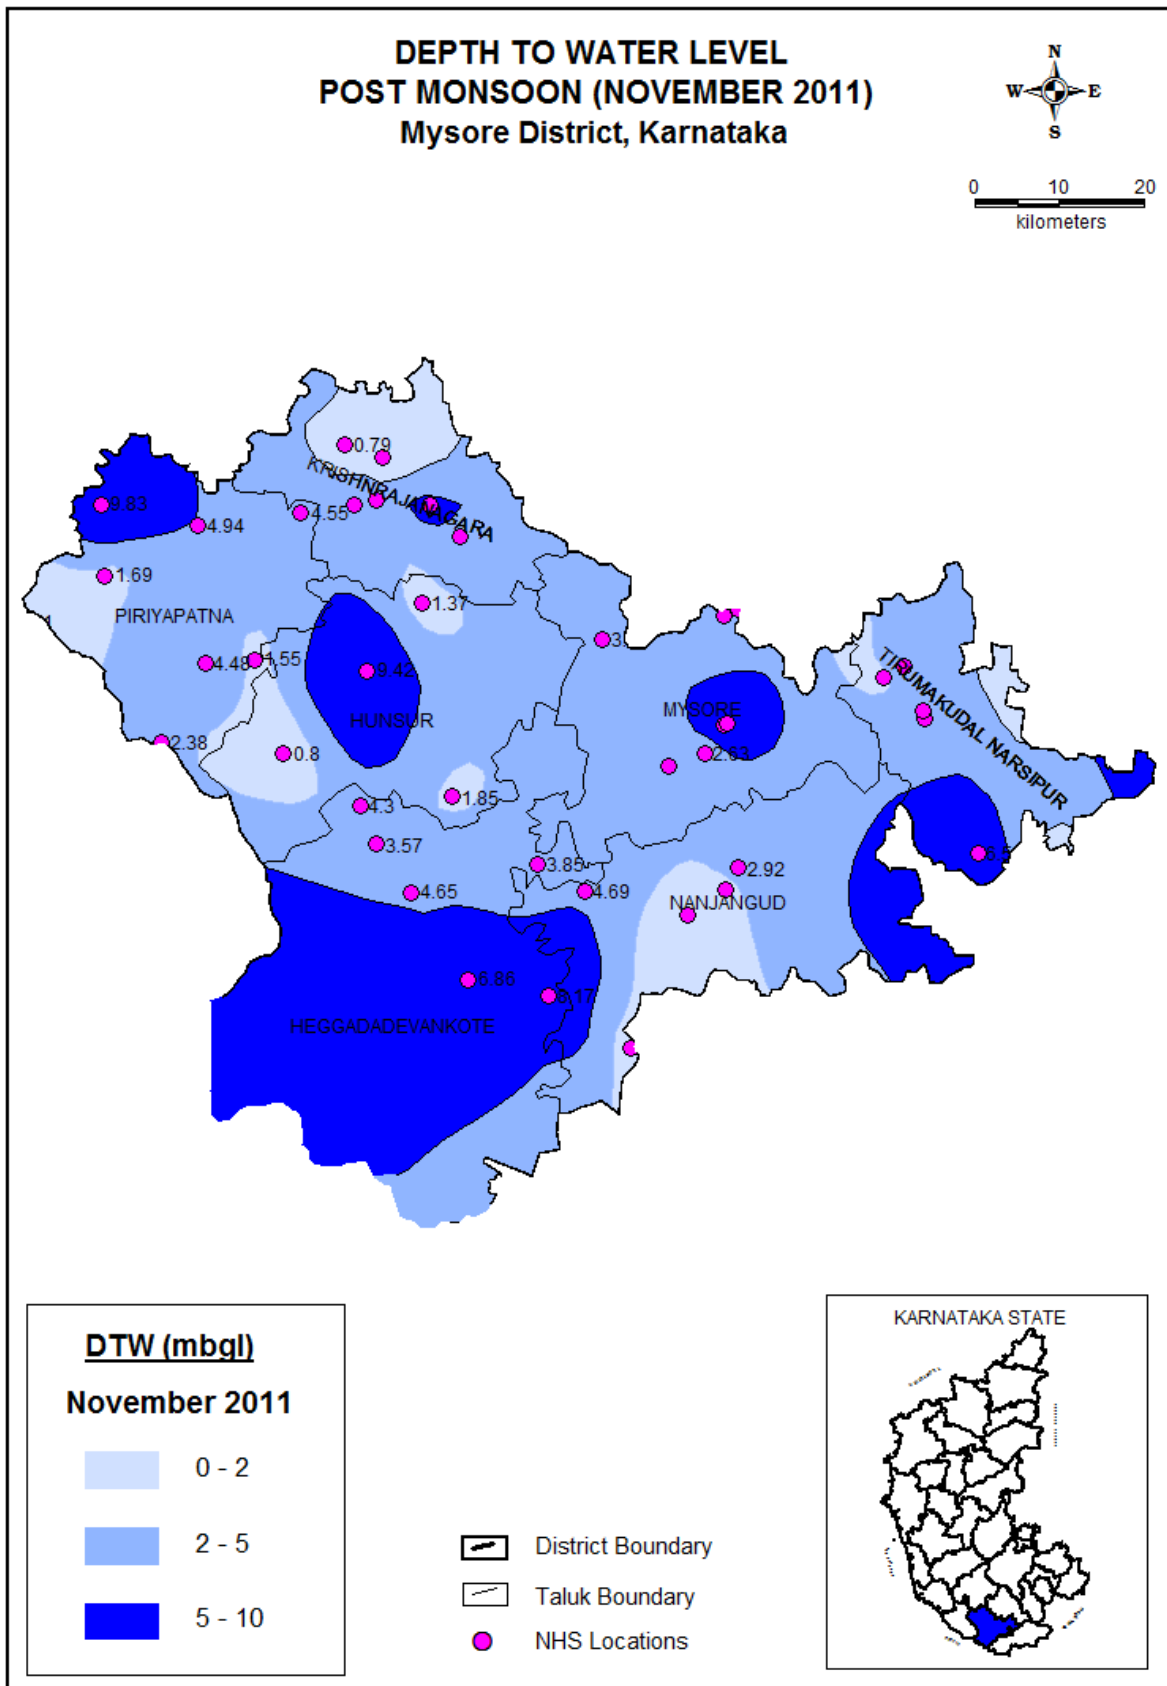 DEPTH TO WATER LEVEL
POST MONSOON (NOVEMBER 2011)
Mysore District, Karnataka
N
W E
S
0 10 20
kilometers
0.79
KRISHNRAJANAGARA
9.83
4.94
4.55
1.69
1.37
PIRIYAPATNA
3.
4.48
1.55
9.42
TIRUMAKUDAL NARSIPUR
HUNSUR
MYSORE
2.38
0.8
2.63
1.85
4.3
3.57
3.85
6.5
2.92
4.65
4.69
NANJANGUD
6.86
HEGGADADEVANKOTE
DTW (mbgl)
November 2011
0 - 2
2 - 5
5 - 10
District Boundary
Taluk Boundary
NHS Locations
KARNATAKA STATE